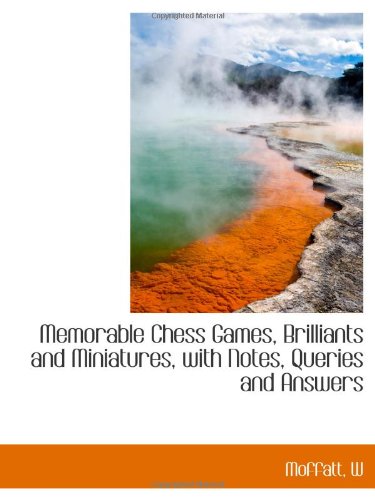 Copyrighted Material
Memorable Chess Games, Brilliants
and Miniatures, with Notes, Queries
and Answers
Moffatt, W